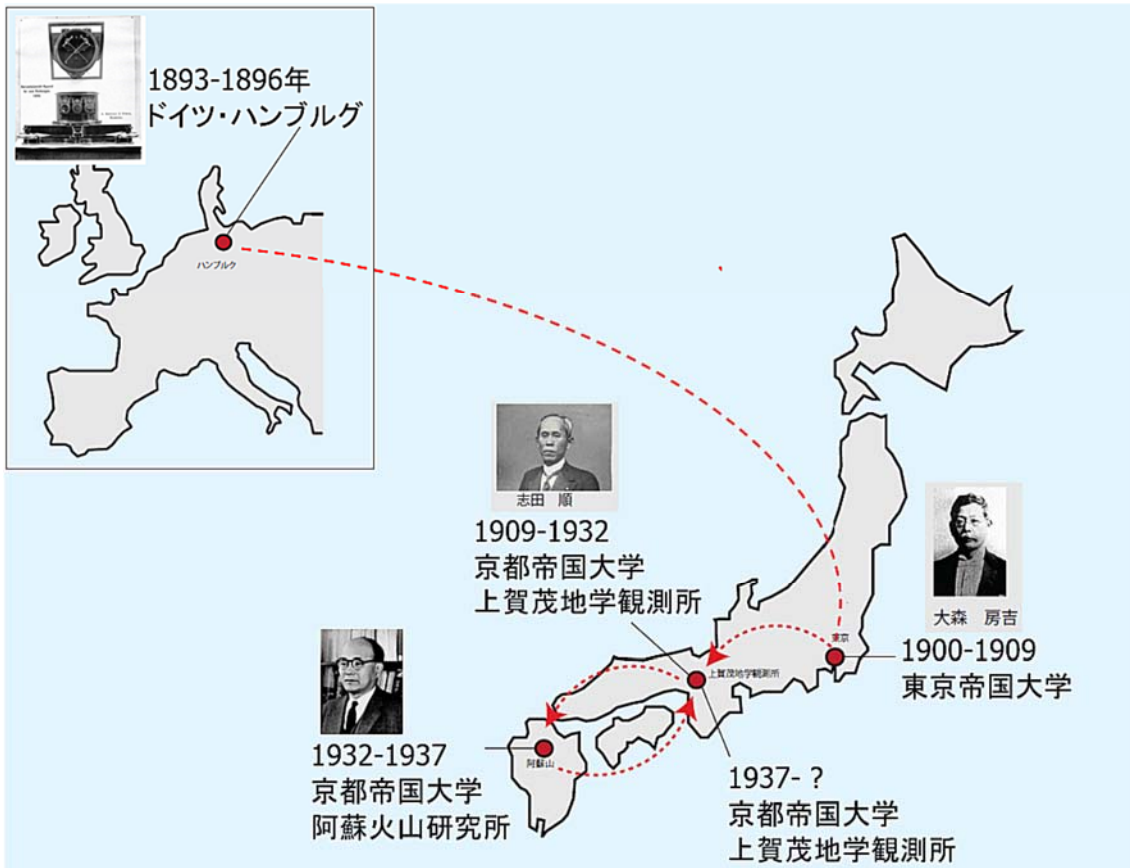 1893-1896年
ドイツ・ハンブルグ
ハンブルク
志田　順
1909-1932
京都帝国大学
上賀茂地学観測所
大森　房吉
東京
1900-1909
東京帝国大学
上賀茂地学観測所
阿蘇山
1932-1937
京都帝国大学
阿蘇火山研究所
1937-？
京都帝国大学
上賀茂地学観測所